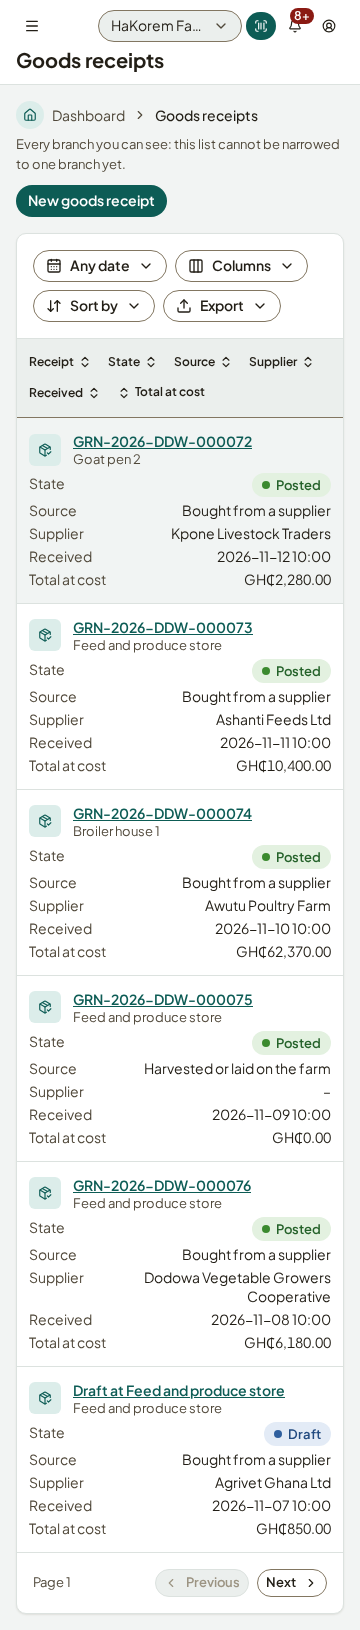 HaKorem Fa...
8+
Goods receipts
Dashboard > Goods receipts
Every branch you can see: this list cannot be narrowed
to one branch yet.
New goods receipt
Any date
Columns
Sort by
Export
Receipt State Source Supplier
Received Total at cost
GRN-2026-DDW-000072
Goat pen 2
State Posted
Source Bought from a supplier
Supplier Kpone Livestock Traders
Received 2026-11-12 10:00
Total at cost GH₵2,280.00
GRN-2026-DDW-000073
Feed and produce store
State Posted
Source Bought from a supplier
Supplier Ashanti Feeds Ltd
Received 2026-11-11 10:00
Total at cost GH₵10,400.00
GRN-2026-DDW-000074
Broiler house 1
State Posted
Source Bought from a supplier
Supplier Awutu Poultry Farm
Received 2026-11-10 10:00
Total at cost GH₵62,370.00
GRN-2026-DDW-000075
Feed and produce store
State Posted
Source Harvested or laid on the farm
Supplier –
Received 2026-11-09 10:00
Total at cost GH₵0.00
GRN-2026-DDW-000076
Feed and produce store
State Posted
Source Bought from a supplier
Supplier Dodowa Vegetable Growers
Cooperative
Received 2026-11-08 10:00
Total at cost GH₵6,180.00
Draft at Feed and produce store
Feed and produce store
State Draft
Source Bought from a supplier
Supplier Agrivet Ghana Ltd
Received 2026-11-07 10:00
Total at cost GH₵850.00
Page 1 Previous Next